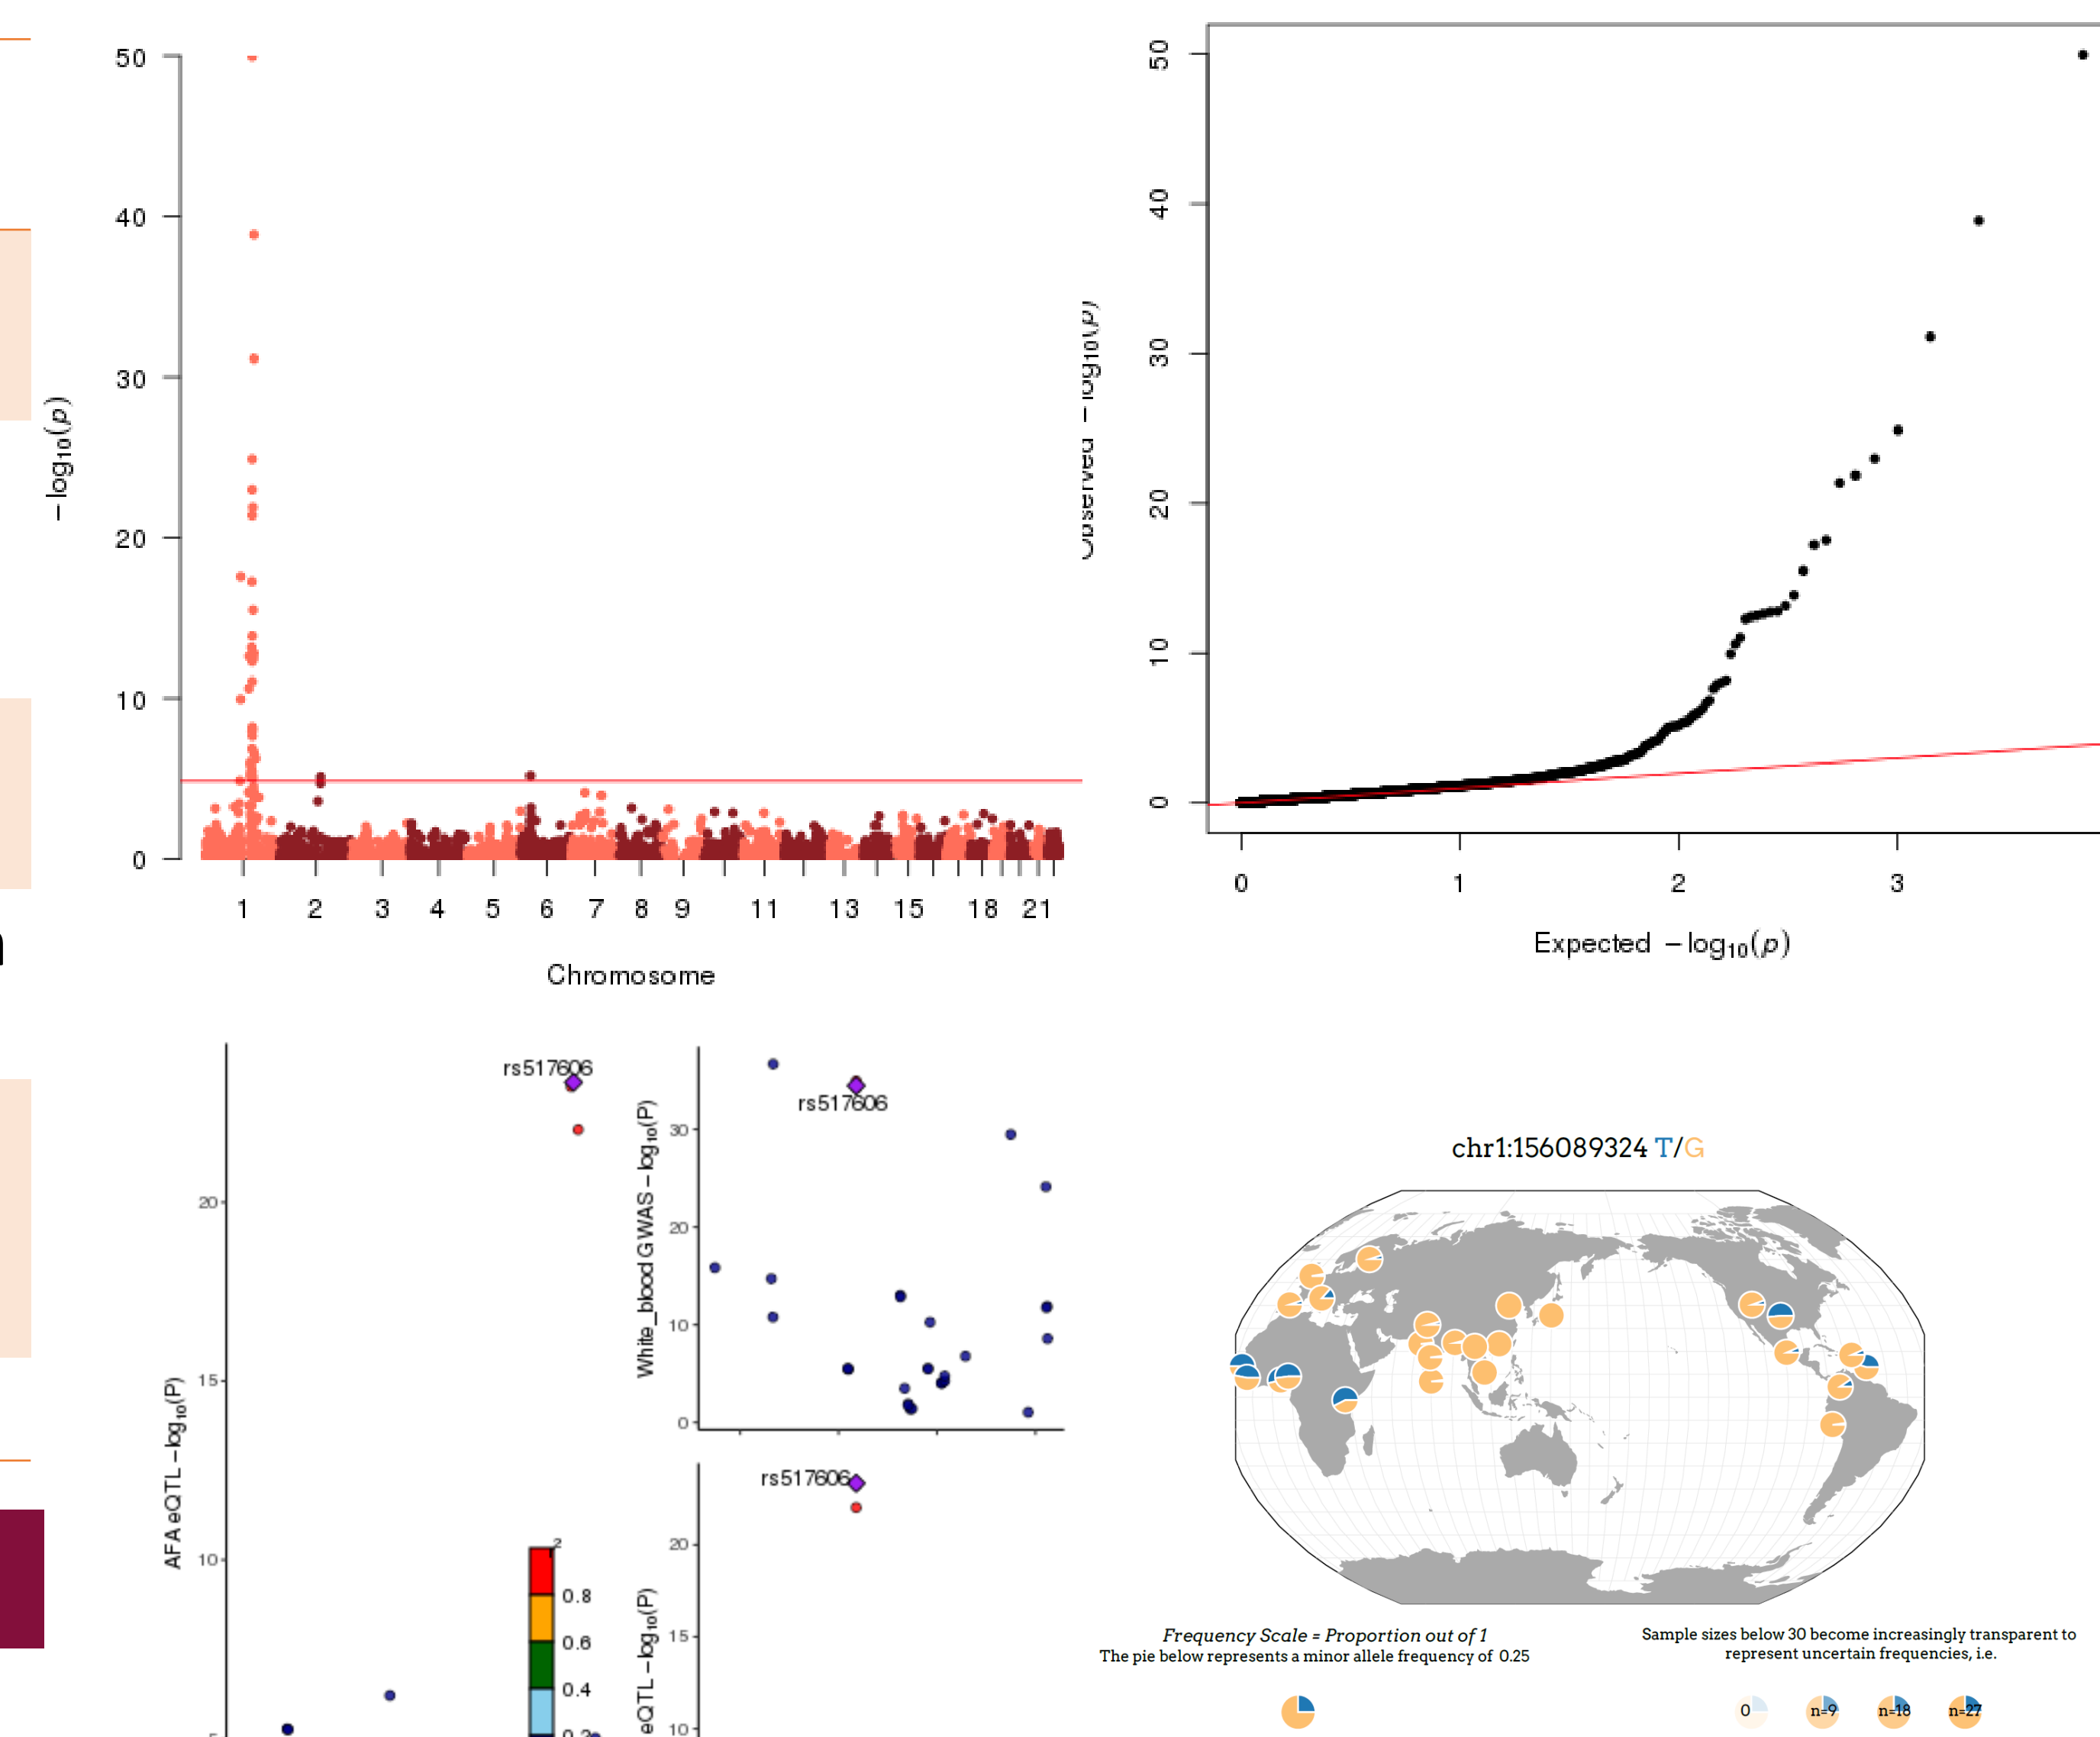 50
40
30
20
10
0
−log10(p)
1 2 3 4 5 6 7 8 9 11 13 15 18 21
Chromosome
50
40
30
20
10
0
Observed −log10(p)
0 1 2 3
Expected −log10(p)
rs517606
20
15
10
AFA eQTL −log10(P)
0.8
0.6
0.4
rs517606
30
20
10
0
White_blood GWAS −log10(P)
rs517606
20
15
10
eQTL −log10(P)
chr1:156089324 T/G
Frequency Scale = Proportion out of 1
The pie below represents a minor allele frequency of 0.25
Sample sizes below 30 become increasingly transparent to
represent uncertain frequencies, i.e.
0 n=9 n=18 n=27